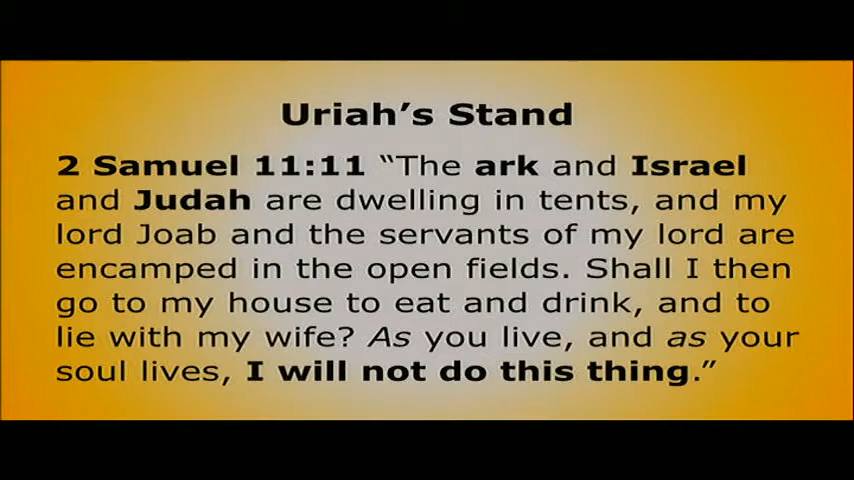 Uriah’s Stand
2 Samuel 11:11 “The ark and Israel
and Judah are dwelling in tents, and my
lord Joab and the servants of my lord are
encamped in the open fields. Shall I then
go to my house to eat and drink, and to
lie with my wife? As you live, and as your
soul lives, I will not do this thing.”